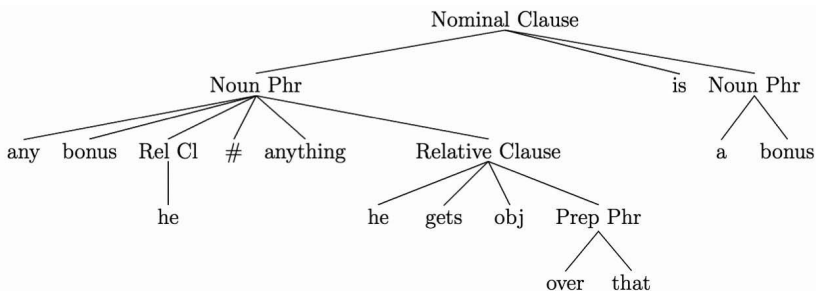 Nominal Clause
Noun Phr is Noun Phr
any bonus Rel Cl # anything Relative Clause a bonus
he he gets obj Prep Phr
over that